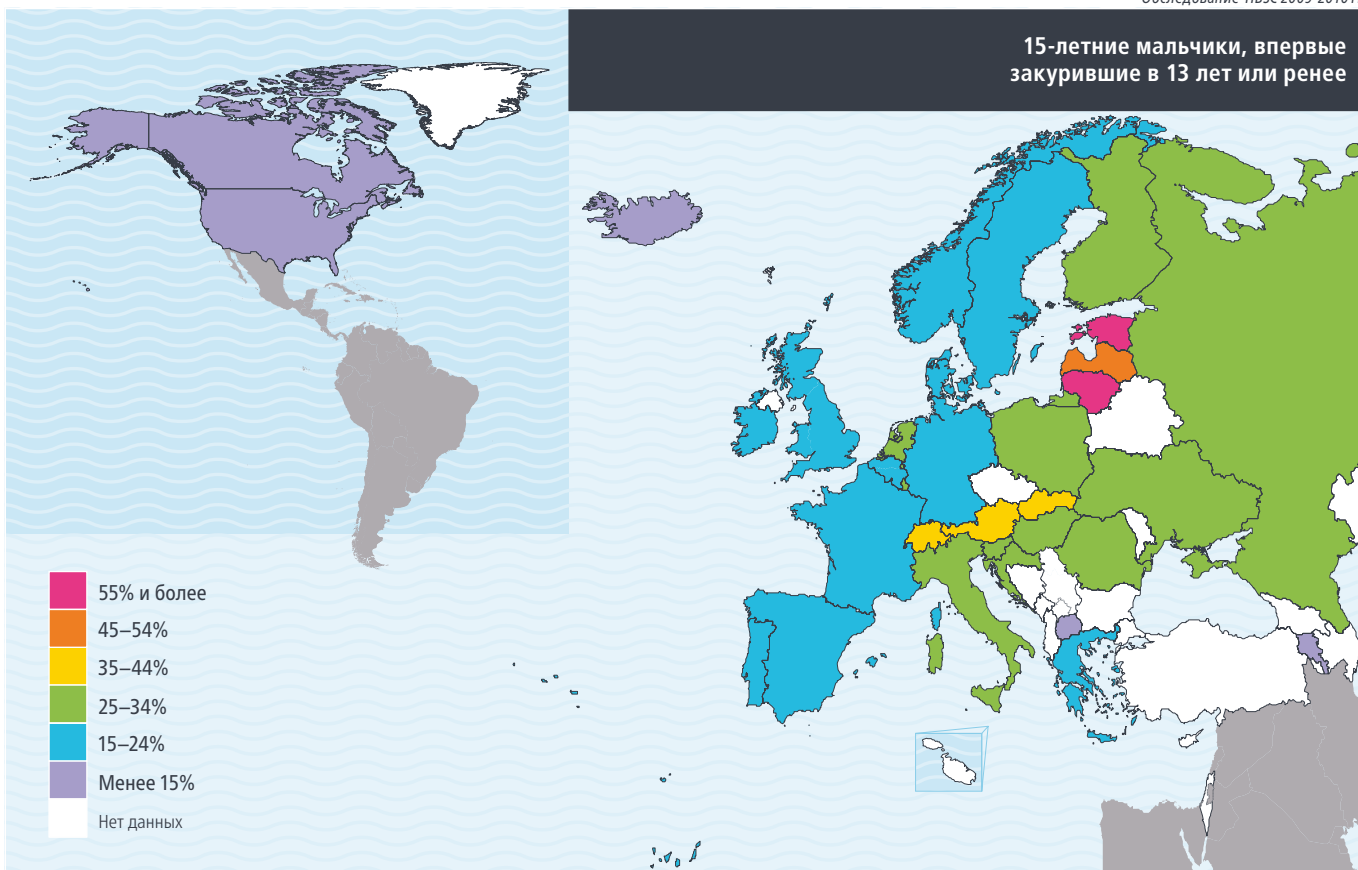 15-летние мальчики, впервые
закурившие в 13 лет или ренее
55% и более
45–54%
35–44%
25–34%
15–24%
Менее 15%
Нет данных